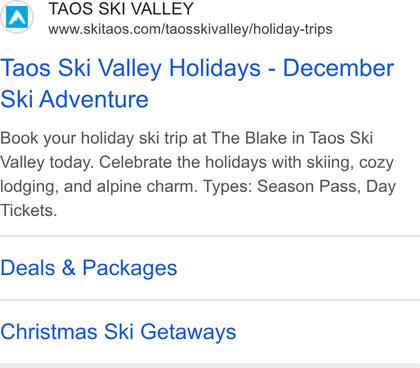 TAOS SKI VALLEY
www.skitaos.com/taosskivalley/holiday-trips
Taos Ski Valley Holidays - December
Ski Adventure
Book your holiday ski trip at The Blake in Taos Ski
Valley today. Celebrate the holidays with skiing, cozy
lodging, and alpine charm. Types: Season Pass, Day
Tickets.
Deals & Packages
Christmas Ski Getaways